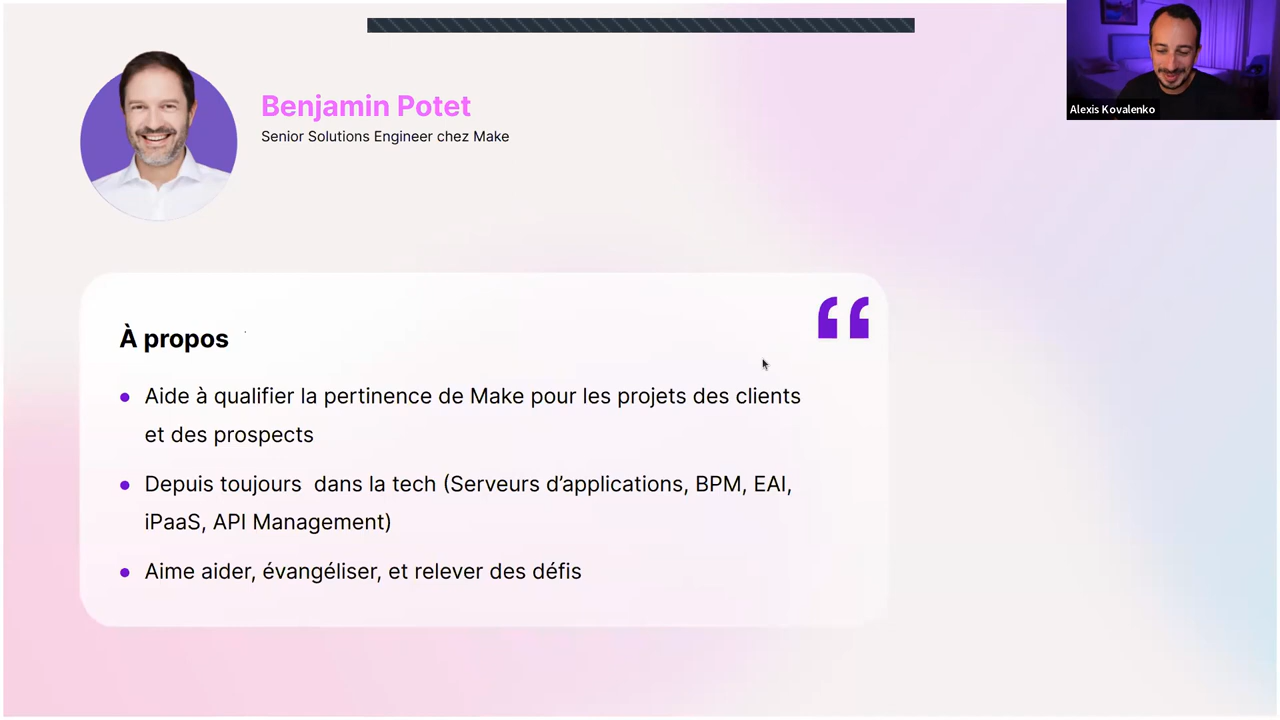 Benjamin Potet
Senior Solutions Engineer chez Make
Alexis Kovalenko
À propos
Aide à qualifier la pertinence de Make pour les projets des clients
et des prospects
Depuis toujours  dans la tech (Serveurs d’applications, BPM, EAI,
iPaaS, API Management)
Aime aider, évangéliser, et relever des défis